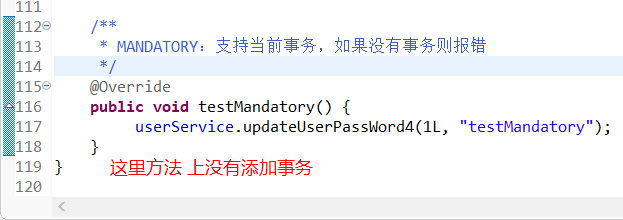 111
112 /**
113 * MANDATORY：支持当前事务，如果没有事务则报错
114 */
115 @Override
116 public void testMandatory() {
117 userService.updateUserPassWord4(1L, "testMandatory");
118 }
119 } 这里方法 上没有添加事务
120